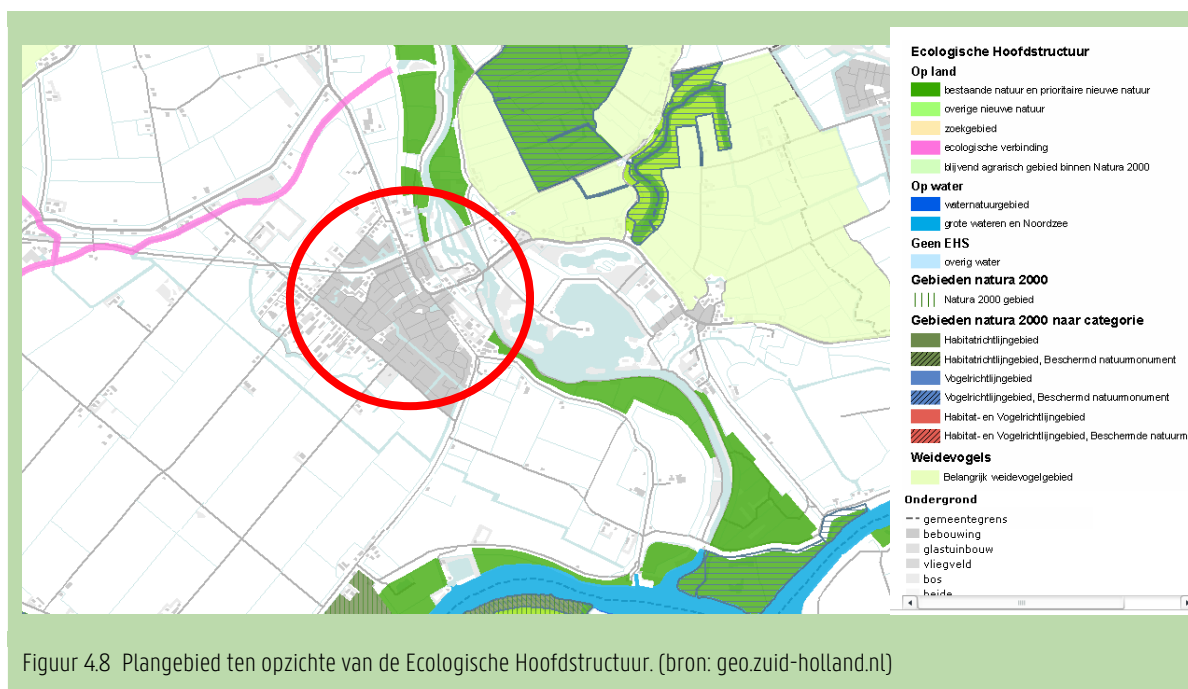 Ecologische Hoofdstructuur
Op land
bestaande natuur en prioritaire nieuwe natuur
overige nieuwe natuur
zoekgebied
ecologische verbinding
blijvend agrarisch gebied binnen Natura 2000
Op water
waternatuurgebied
grote wateren en Noordzee
Geen EHS
overig water
Gebieden natura 2000
Natura 2000 gebied
Gebieden natura 2000 naar categorie
Habitatrichtlijngebied
Habitatrichtlijngebied, Beschermd natuurmonument
Vogelrichtlijngebied
Vogelrichtlijngebied, Beschermd natuurmonument
Habitat- en Vogelrichtlijngebied
Habitat- en Vogelrichtlijngebied, Beschermde natuurm
Weidevogels
Belangrijk weidevogelgebied
Ondergrond
gemeentegrens
bebouwing
glastuinbouw
vliegveld
bos
heide
Figuur 4.8 Plangebied ten opzichte van de Ecologische Hoofdstructuur. (bron: geo.zuid-holland.nl)